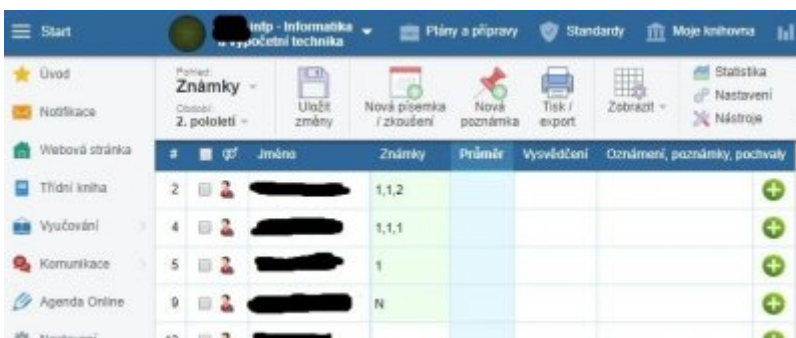 Start
intp - Informatika
a výpočetní technika
Plány a přípravy
Standardy
Moje knihovna
Úvod
Notifikace
Webová stránka
Třídní kniha
Vyučování
Komunikace
Agenda Online
Nastavení
Pohled:
Známky
Období:
2. pololetí
Uložit
změny
Nová písemka
/ zkoušení
Nová
poznámka
Tisk /
export
Zobrazit
Statistika
Nastavení
Nástroje
# Jméno Známky Průměr Vysvědčení Oznámení, poznámky, pochvaly
2 1,1,2
4 1,1,1
5 1
9 N